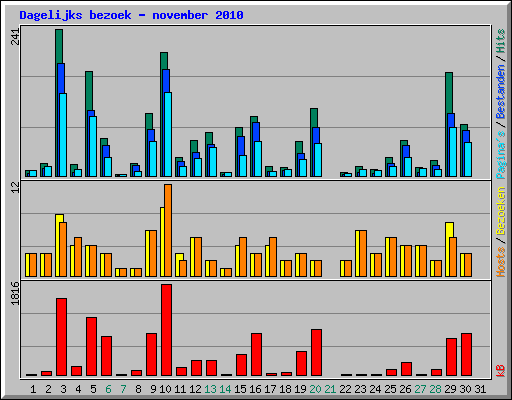 Dagelijks bezoek - november 2010
241
Pagina's / Bestanden / Hits
12
Hosts / Bezoeken
1816
kB
1 2 3 4 5 6 7 8 9 10 11 12 13 14 15 16 17 18 19 20 21 22 23 24 25 26 27 28 29 30 31